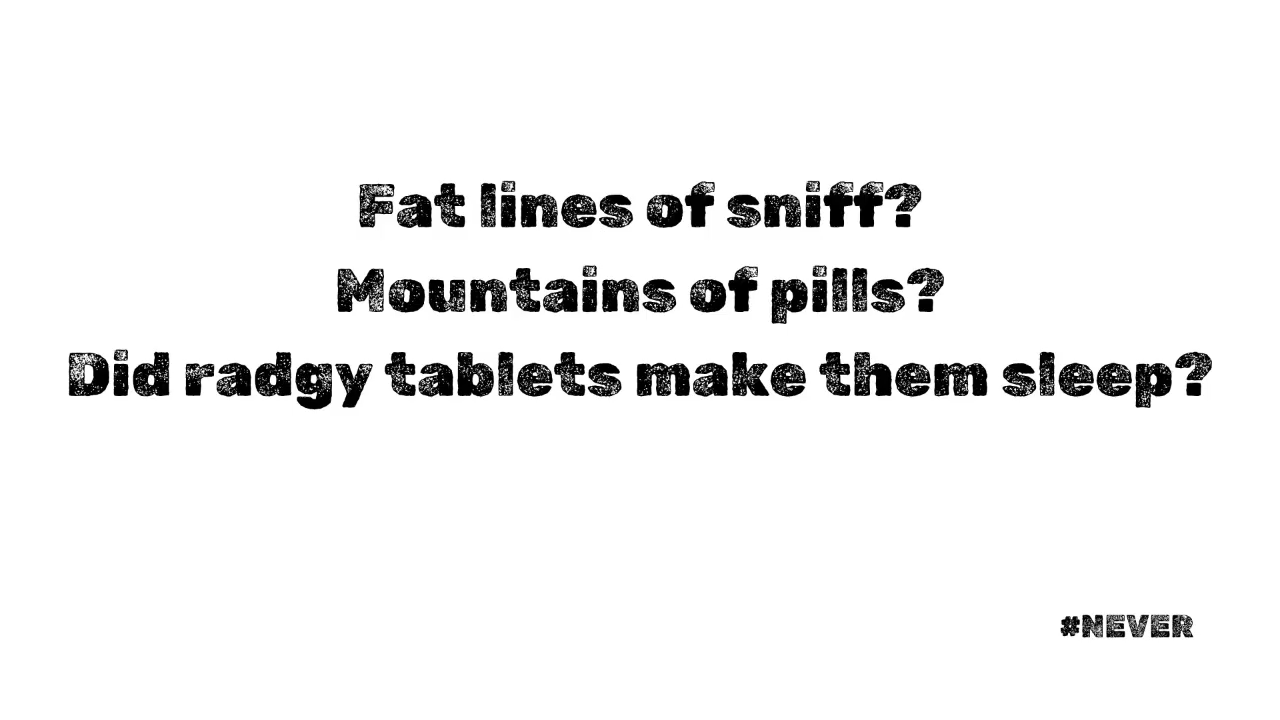 Fat lines of sniff?
Mountains of pills?
Did radgy tablets make them sleep?
#NEVER